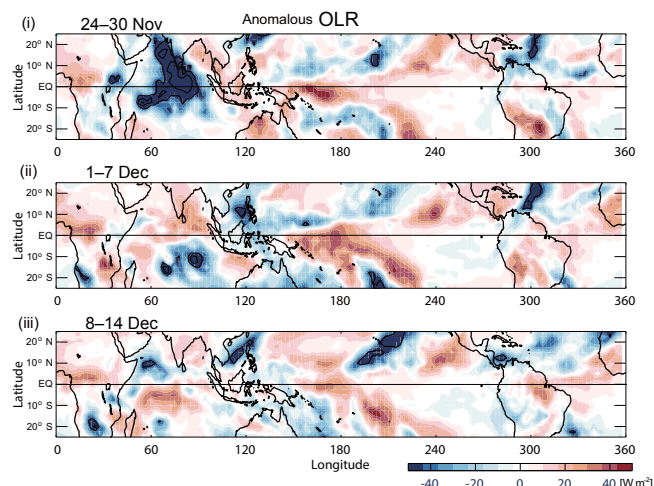 (i) 24–30 Nov Anomalous OLR
20° N
10° N
EQ
10° S
20° S
Latitude
60 120 180 240 300 360
(ii) 1–7 Dec
20° N
10° N
EQ
10° S
20° S
Latitude
0 60 120 180 240 300 360
(iii) 8–14 Dec
20° N
10° N
EQ
10° S
20° S
Latitude
0 60 120 180 240 300 360
Longitude
-40 -20 0 20 40 [W m-2]